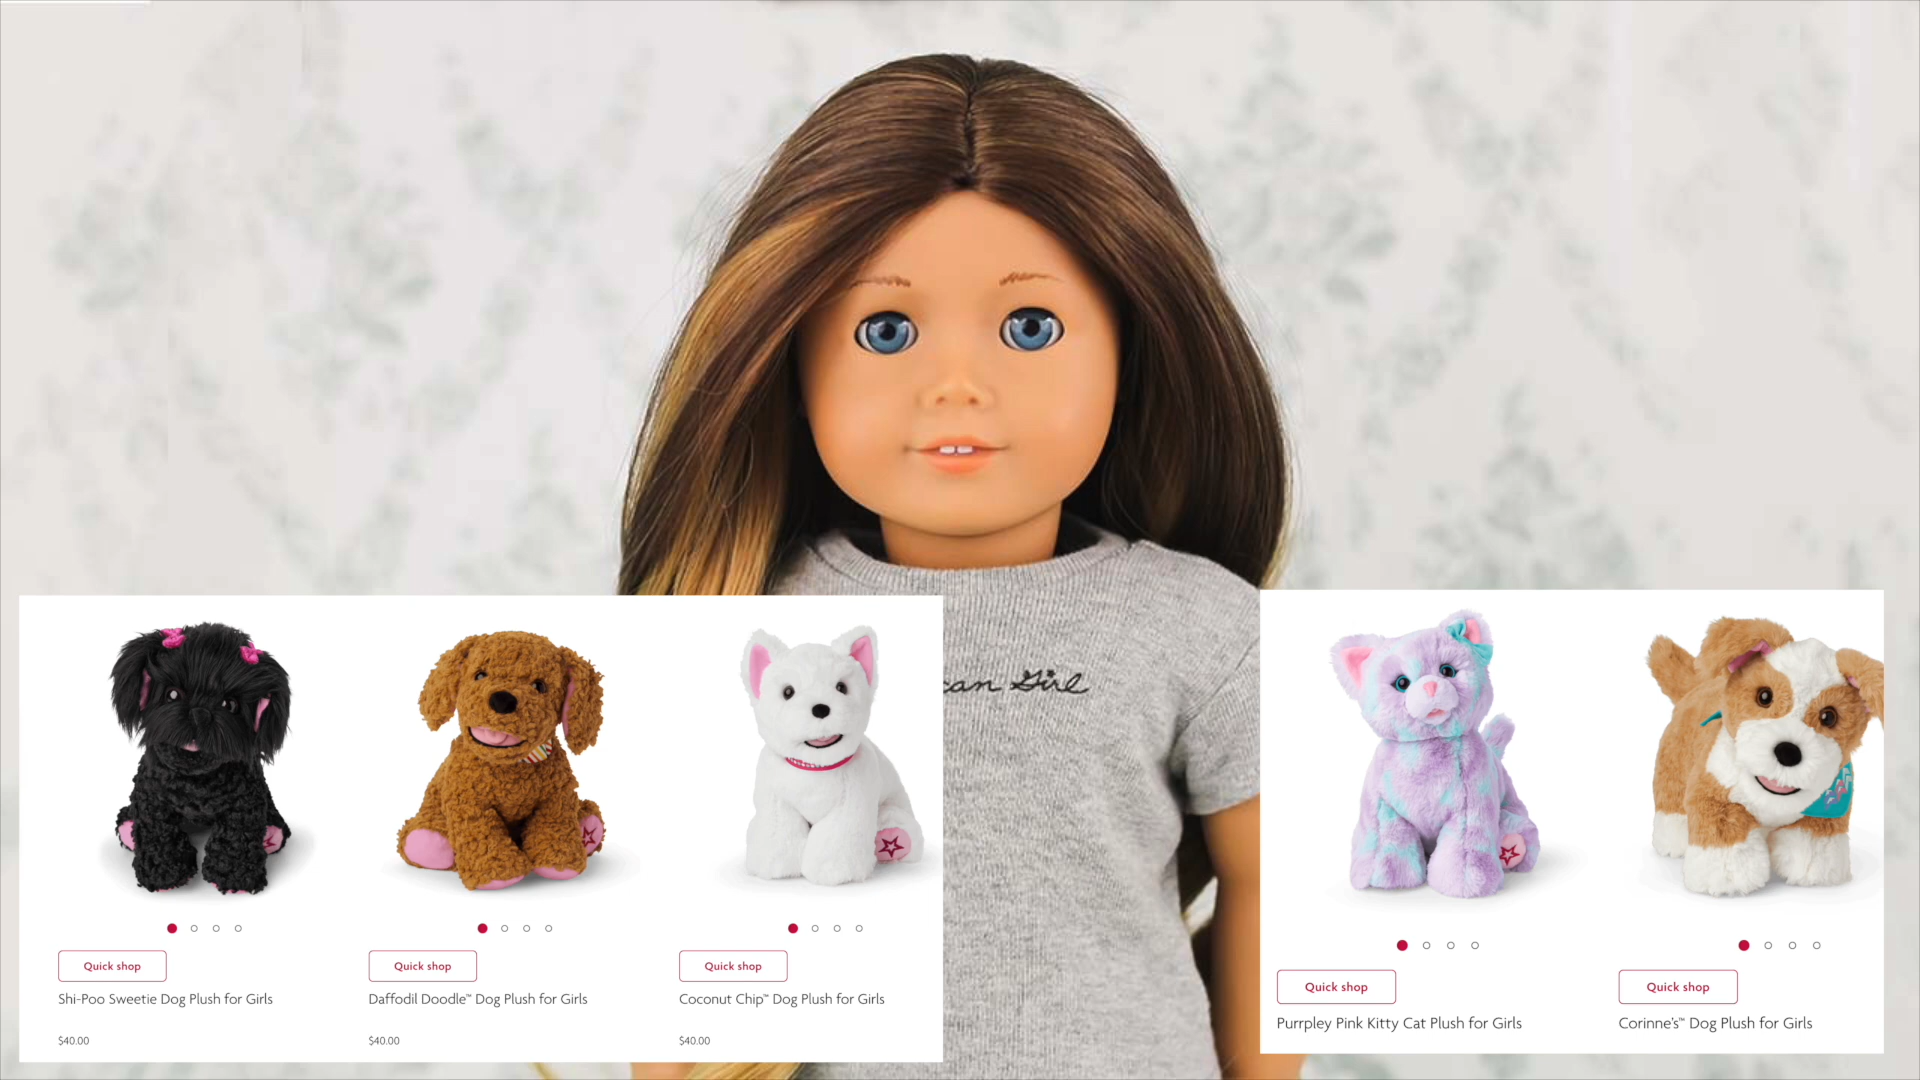 can Girl
Quick shop
Shi-Poo Sweetie Dog Plush for Girls
$40.00
Quick shop
Daffodil Doodle™ Dog Plush for Girls
$40.00
Quick shop
Coconut Chip™ Dog Plush for Girls
$40.00
Quick shop
Purrpley Pink Kitty Cat Plush for Girls
Quick shop
Corinne's™ Dog Plush for Girls